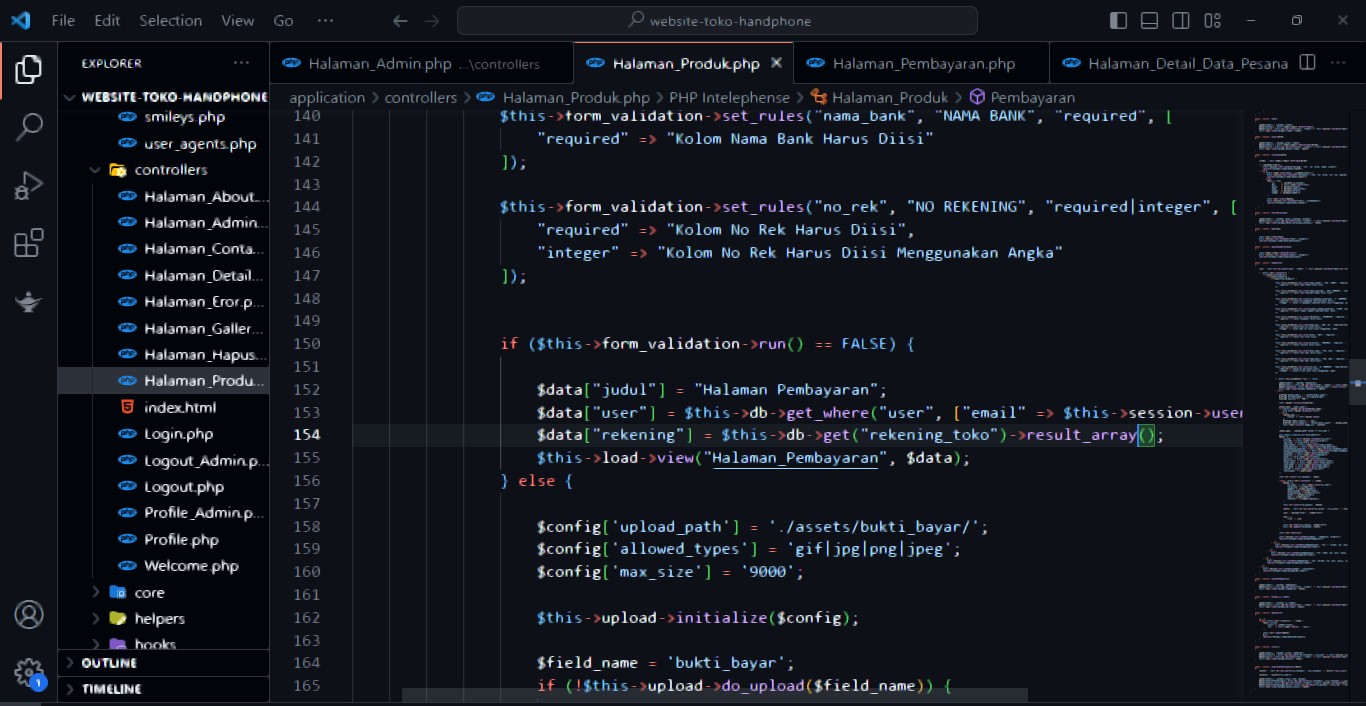 File Edit Selection View Go ··· website-toko-handphone
EXPLORER ···
Halaman_Admin.php ...\controllers
Halaman_Produk.php
Halaman_Pembayaran.php
Halaman_Detail_Data_Pesana
application > controllers > Halaman_Produk.php > PHP Intelephense > Halaman_Produk > Pembayaran
WEBSITE-TOKO-HANDPHONE
smileys.php
user_agents.php
controllers
Halaman_About...
Halaman_Admin...
Halaman_Conta...
Halaman_Detail...
Halaman_Eror.p...
Halaman_Galler...
Halaman_Hapus...
Halaman_Produ...
index.html
Login.php
Logout_Admin.p...
Logout.php
Profile_Admin.p...
Profile.php
Welcome.php
core
helpers
hooks
OUTLINE
TIMELINE
1
140 $this->form_validation->set_rules("nama_bank", "NAMA BANK", "required", [
141 "required" => "Kolom Nama Bank Harus Diisi"
142 ]);
143
144 $this->form_validation->set_rules("no_rek", "NO REKENING", "required|integer", [
145 "required" => "Kolom No Rek Harus Diisi",
146 "integer" => "Kolom No Rek Harus Diisi Menggunakan Angka"
147 ]);
148
149
150 if ($this->form_validation->run() == FALSE) {
151
152 $data["judul"] = "Halaman Pembayaran";
153 $data["user"] = $this->db->get_where("user", ["email" => $this->session->user
154 $data["rekening"] = $this->db->get("rekening_toko")->result_array();
155 $this->load->view("Halaman_Pembayaran", $data);
156 } else {
157
158 $config['upload_path'] = './assets/bukti_bayar/';
159 $config['allowed_types'] = 'gif|jpg|png|jpeg';
160 $config['max_size'] = '9000';
161
162 $this->upload->initialize($config);
163
164 $field_name = 'bukti_bayar';
165 if (!$this->upload->do_upload($field_name)) {